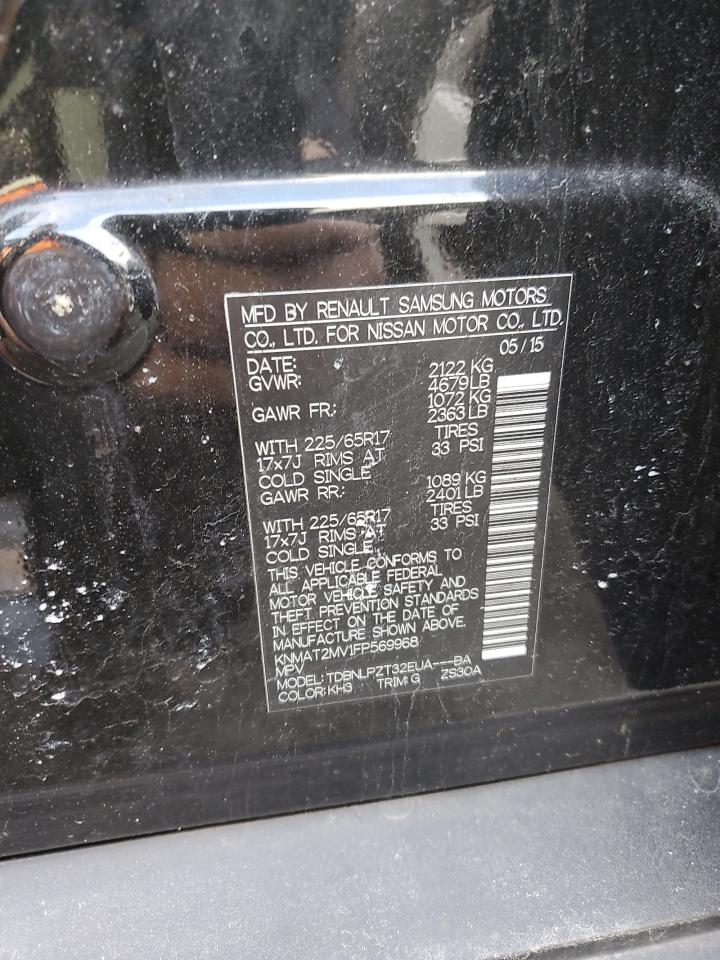 MFD BY RENAULT SAMSUNG MOTORS
CO., LTD. FOR NISSAN MOTOR CO., LTD.
DATE: 05/15
GVWR: 2122 KG
4679 LB
GAWR FR.: 1072 KG
2363 LB
WITH 225/65R17 TIRES
17x7J RIMS AT 33 PSI
COLD SINGLE
GAWR RR.: 1089 KG
2401 LB
WITH 225/65R17 TIRES
17x7J RIMS AT 33 PSI
COLD SINGLE
THIS VEHICLE CONFORMS TO
ALL APPLICABLE FEDERAL
MOTOR VEHICLE SAFETY AND
THEFT PREVENTION STANDARDS
IN EFFECT ON THE DATE OF
MANUFACTURE SHOWN ABOVE.
KNMAT2MV1FP569968
MPV
MODEL: TDBNLPZT32EUA---BA
COLOR: KH3 TRIM: G ZS30A